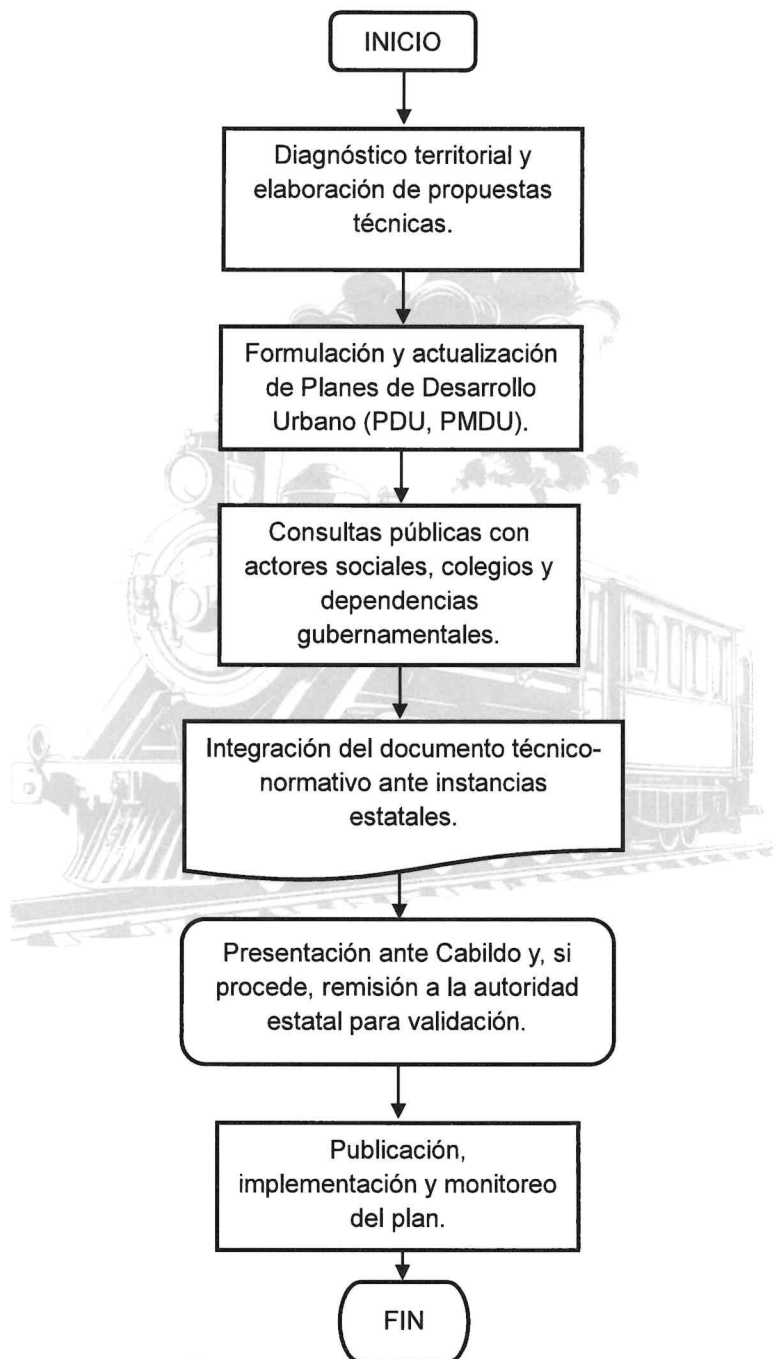 INICIO
Diagnóstico territorial y
elaboración de propuestas
técnicas.
Formulación y actualización
de Planes de Desarrollo
Urbano (PDU, PMDU).
Consultas públicas con
actores sociales, colegios y
dependencias
gubernamentales.
Integración del documento técnico-
normativo ante instancias
estatales.
Presentación ante Cabildo y, si
procede, remisión a la autoridad
estatal para validación.
Publicación,
implementación y monitoreo
del plan.
FIN